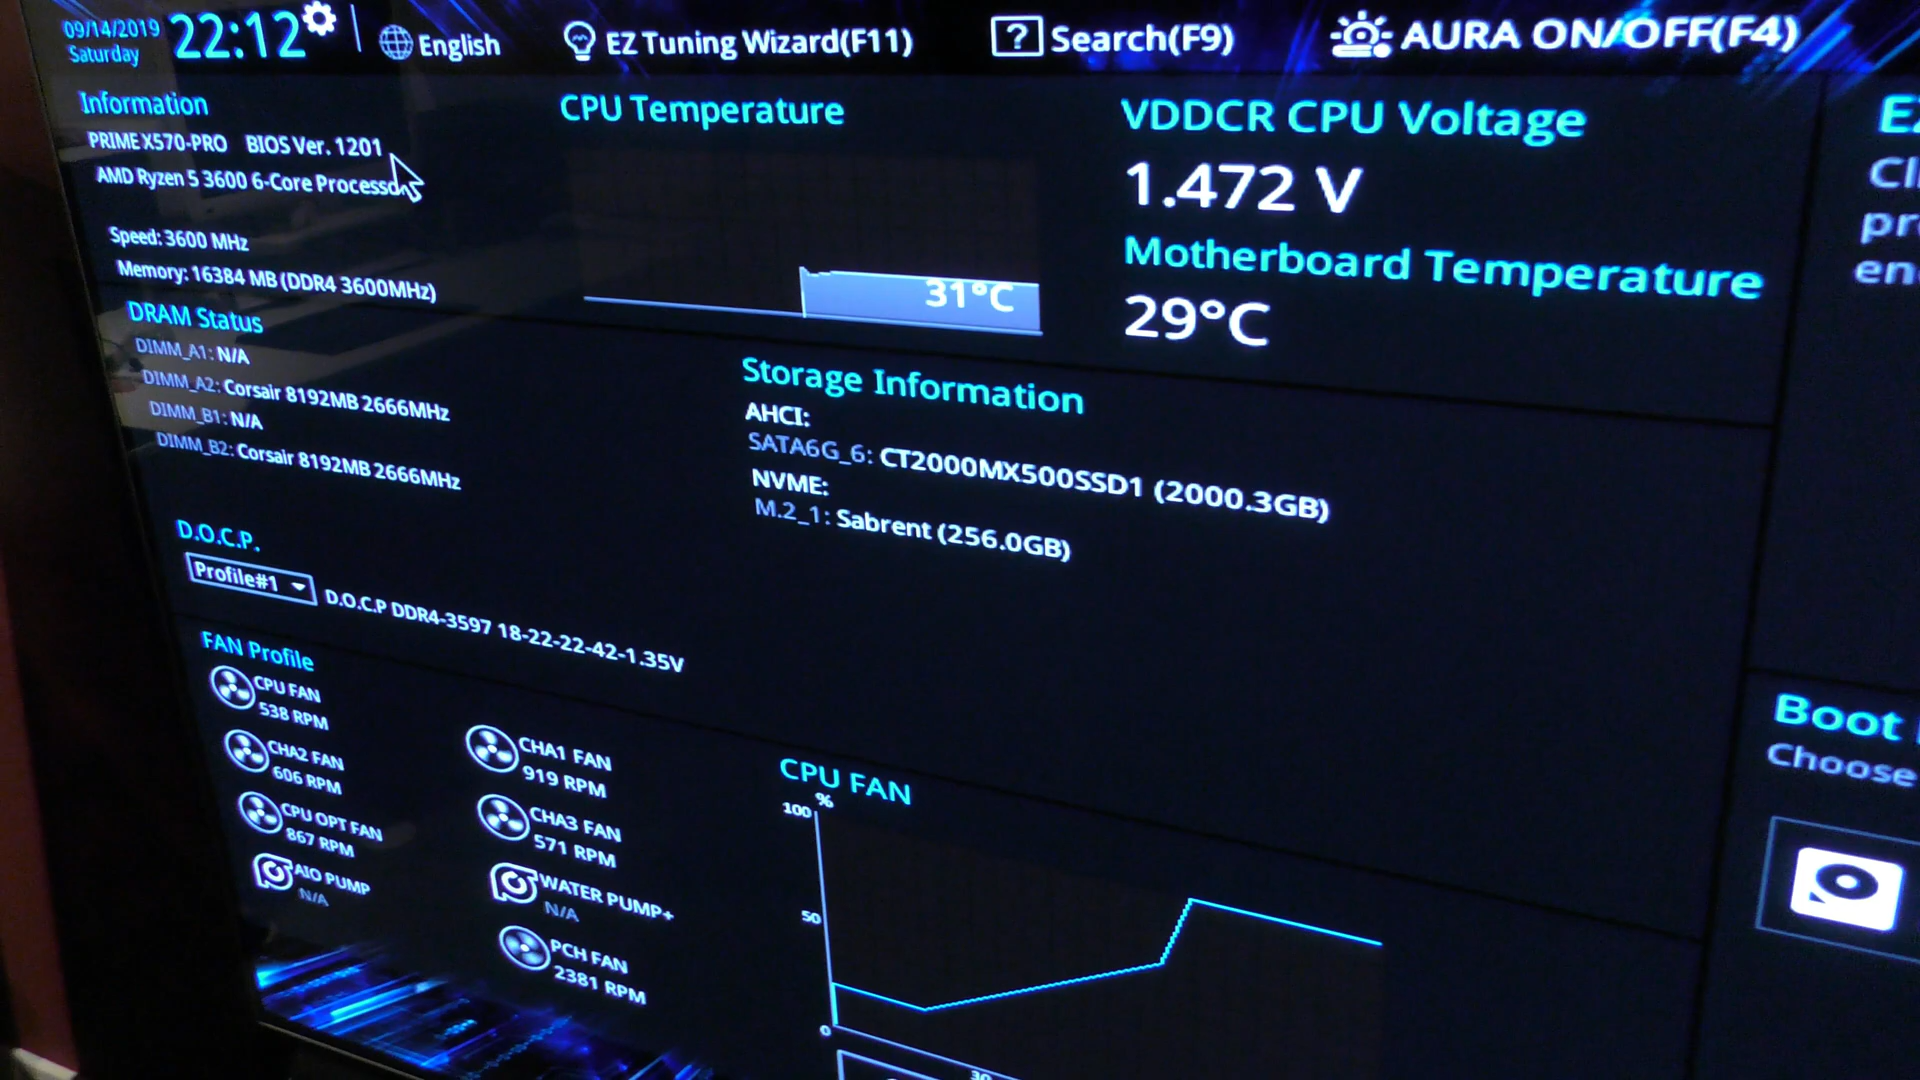 09/14/2019
Saturday
22:12
English
EZ Tuning Wizard(F11)
Search(F9)
AURA ON/OFF(F4)
Information
PRIME X570-PRO BIOS Ver. 1201
AMD Ryzen 5 3600 6-Core Processor
Speed: 3600 MHz
Memory: 16384 MB (DDR4 3600MHz)
DRAM Status
DIMM_A1: N/A
DIMM_A2: Corsair 8192MB 2666MHz
DIMM_B1: N/A
DIMM_B2: Corsair 8192MB 2666MHz
D.O.C.P.
Profile#1
D.O.C.P DDR4-3597 18-22-22-42-1.35V
FAN Profile
CPU FAN
538 RPM
CHA1 FAN
919 RPM
CHA2 FAN
606 RPM
CHA3 FAN
571 RPM
CPU OPT FAN
867 RPM
WATER PUMP+
N/A
AIO PUMP
N/A
PCH FAN
2381 RPM
CPU Temperature
31°C
VDDCR CPU Voltage
1.472 V
Motherboard Temperature
29°C
Storage Information
AHCI:
SATA6G_6: CT2000MX500SSD1 (2000.3GB)
NVME:
M.2_1: Sabrent (256.0GB)
CPU FAN
%
100
50
0
30
Boot
Choose